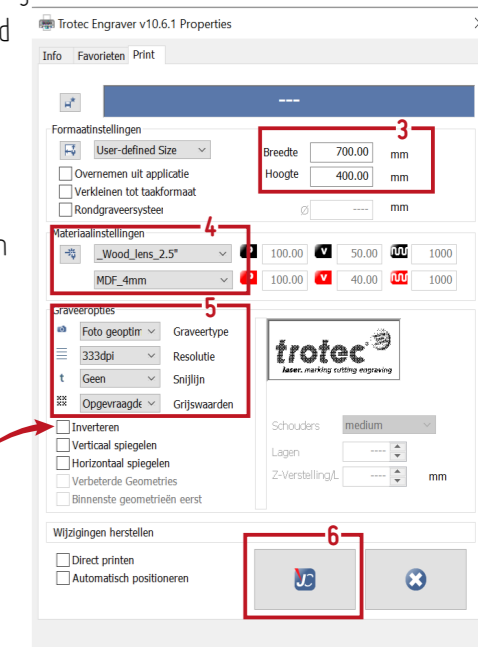 Trotec Engraver v10.6.1 Properties
Info Favorieten Print
---
Formaatinstellingen
3
User-defined Size
Breedte 700.00 mm
Hoogte 400.00 mm
Overnemen uit applicatie
Verkleinen tot taakformaat
Rondgraveersysteer
Ø ---- mm
Materiaalinstellingen
4
_Wood_lens_2.5" 100.00 V 50.00 1000
MDF_4mm 100.00 V 40.00 1000
Graveeropties
5
Foto geoptim Graveertype
333dpi Resolutie
t Geen Snijlijn
Opgevraagde Grijswaarden
trotec
laser. marking cutting engraving
Inverteren
Verticaal spiegelen
Horizontaal spiegelen
Verbeterde Geometries
Binnenste geometrieën eerst
Schouders medium
Lagen ----
Z-Verstelling/L ---- mm
Wijzigingen herstellen
6
Direct printen
Automatisch positioneren
JC